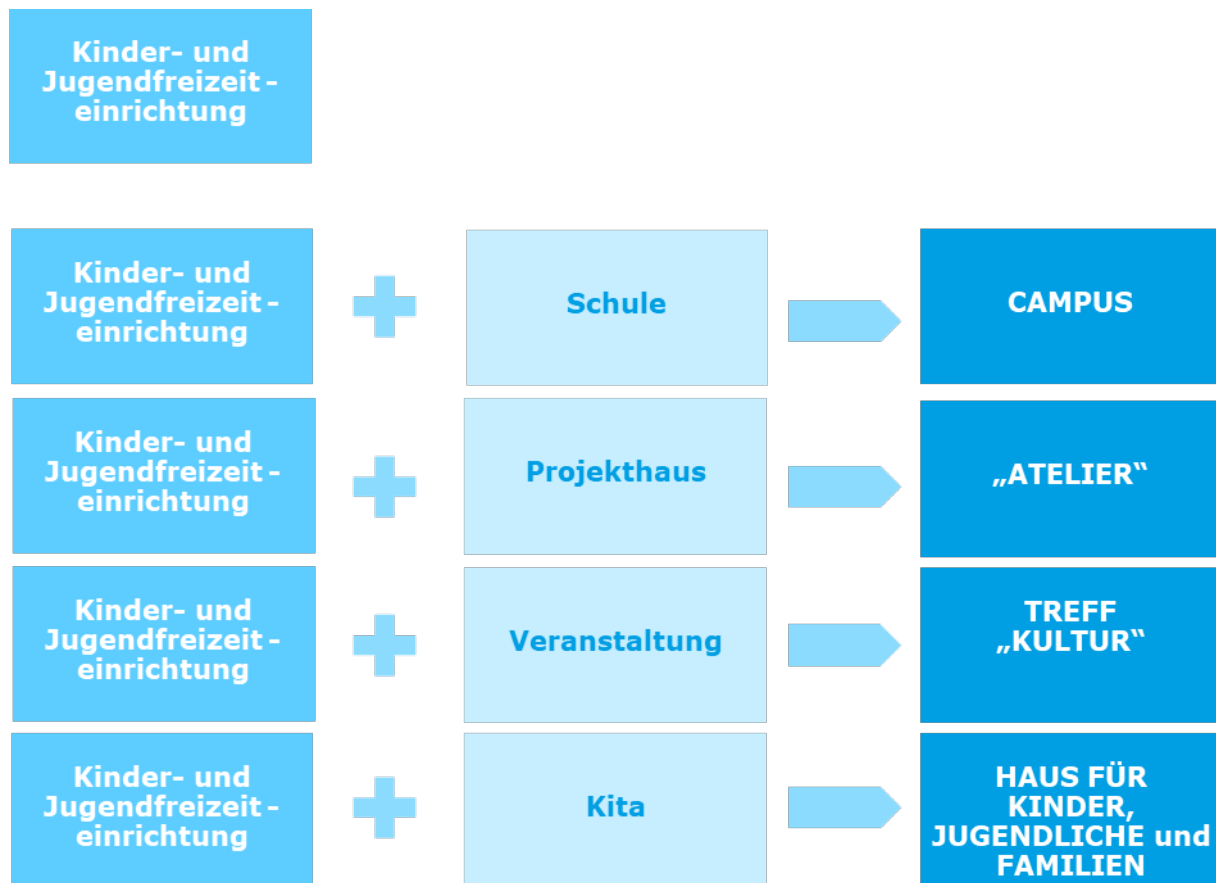 Kinder- und
Jugendfreizeit-
einrichtung
Kinder- und
Jugendfreizeit-
einrichtung
Schule
CAMPUS
Kinder- und
Jugendfreizeit-
einrichtung
Projekthaus
„ATELIER“
Kinder- und
Jugendfreizeit-
einrichtung
Veranstaltung
TREFF
„KULTUR“
Kinder- und
Jugendfreizeit-
einrichtung
Kita
HAUS FÜR
KINDER,
JUGENDLICHE und
FAMILIEN